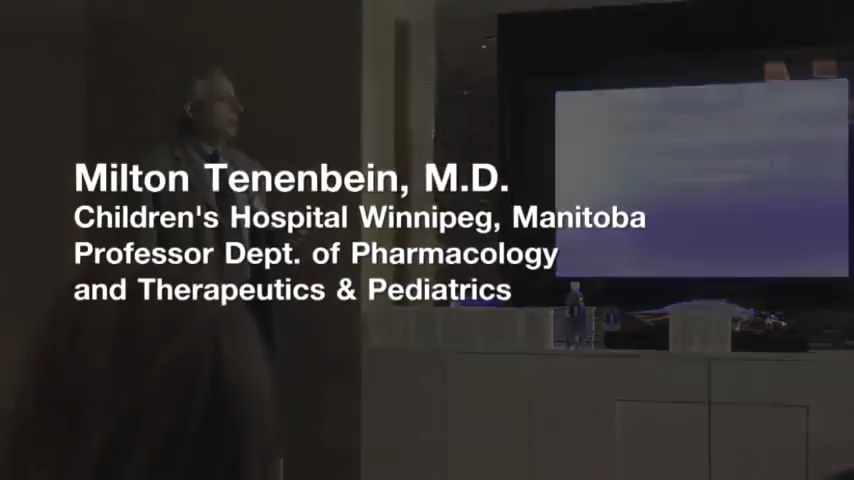 Milton Tenenbein, M.D.
Children's Hospital Winnipeg, Manitoba
Professor Dept. of Pharmacology
and Therapeutics & Pediatrics